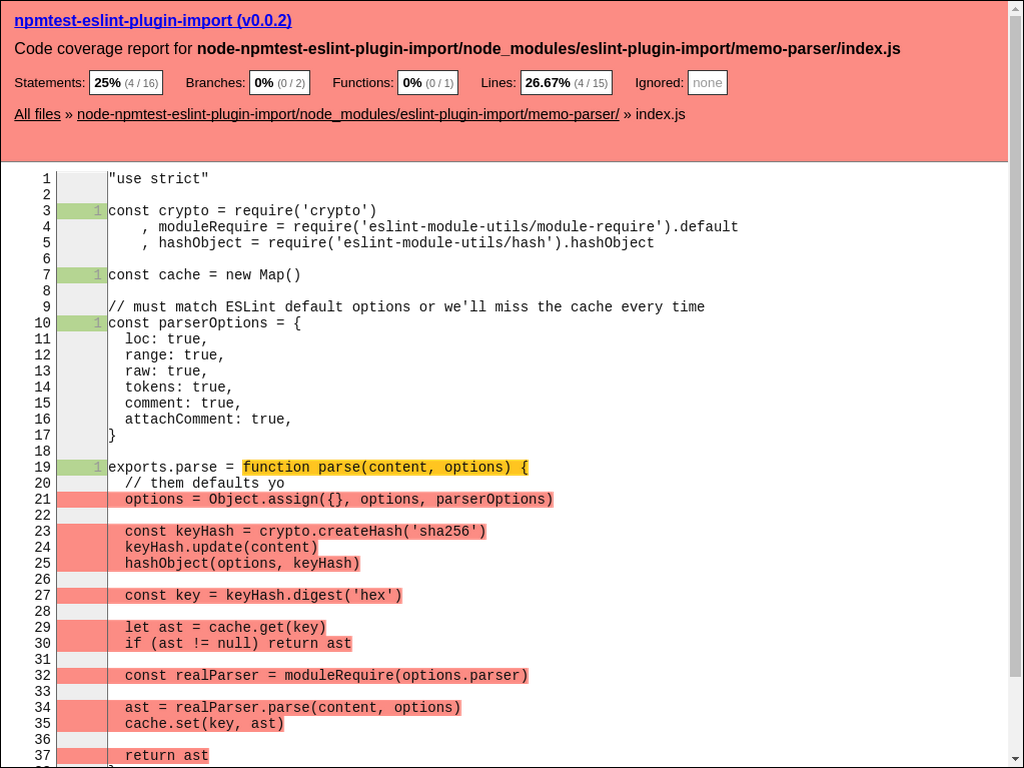 npmtest-eslint-plugin-import (v0.0.2)
Code coverage report for node-npmtest-eslint-plugin-import/node_modules/eslint-plugin-import/memo-parser/index.js
Statements: 25% (4 / 16) Branches: 0% (0 / 2) Functions: 0% (0 / 1) Lines: 26.67% (4 / 15) Ignored: none
All files » node-npmtest-eslint-plugin-import/node_modules/eslint-plugin-import/memo-parser/ » index.js
1 "use strict"
2
3 1 const crypto = require('crypto')
4     , moduleRequire = require('eslint-module-utils/module-require').default
5     , hashObject = require('eslint-module-utils/hash').hashObject
6
7 1 const cache = new Map()
8
9 // must match ESLint default options or we'll miss the cache every time
10 1 const parserOptions = {
11   loc: true,
12   range: true,
13   raw: true,
14   tokens: true,
15   comment: true,
16   attachComment: true,
17 }
18
19 1 exports.parse = function parse(content, options) {
20   // them defaults yo
21   options = Object.assign({}, options, parserOptions)
22
23   const keyHash = crypto.createHash('sha256')
24   keyHash.update(content)
25   hashObject(options, keyHash)
26
27   const key = keyHash.digest('hex')
28
29   let ast = cache.get(key)
30   if (ast != null) return ast
31
32   const realParser = moduleRequire(options.parser)
33
34   ast = realParser.parse(content, options)
35   cache.set(key, ast)
36
37   return ast